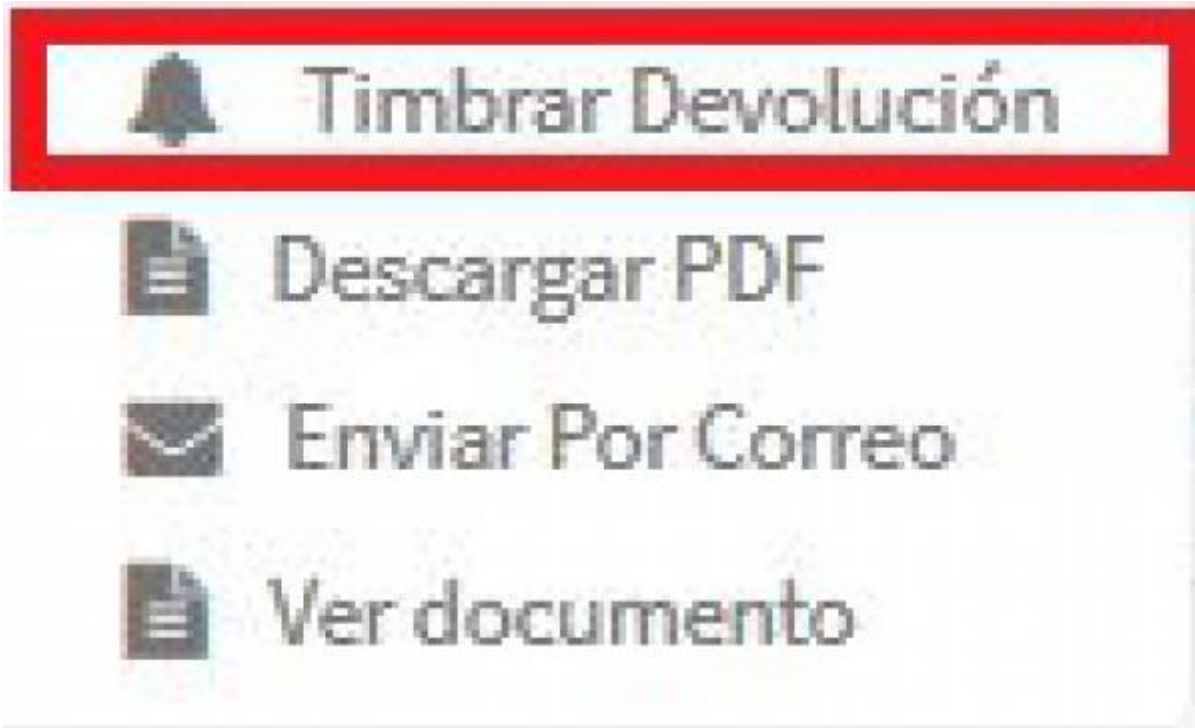 Timbrar Devolución
Descargar PDF
Enviar Por Correo
Ver documento